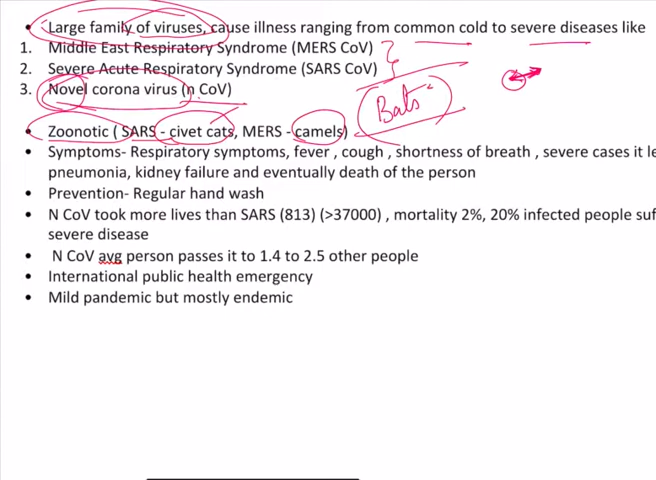 • Large family of viruses, cause illness ranging from common cold to severe diseases like
1. Middle East Respiratory Syndrome (MERS CoV)
2. Severe Acute Respiratory Syndrome (SARS CoV)
3. Novel corona virus (n CoV)
Bats
• Zoonotic ( SARS - civet cats, MERS - camels)
• Symptoms- Respiratory symptoms, fever , cough , shortness of breath , severe cases it le
pneumonia, kidney failure and eventually death of the person
• Prevention- Regular hand wash
• N CoV took more lives than SARS (813) (>37000) , mortality 2%, 20% infected people suf
severe disease
• N CoV avg person passes it to 1.4 to 2.5 other people
• International public health emergency
• Mild pandemic but mostly endemic